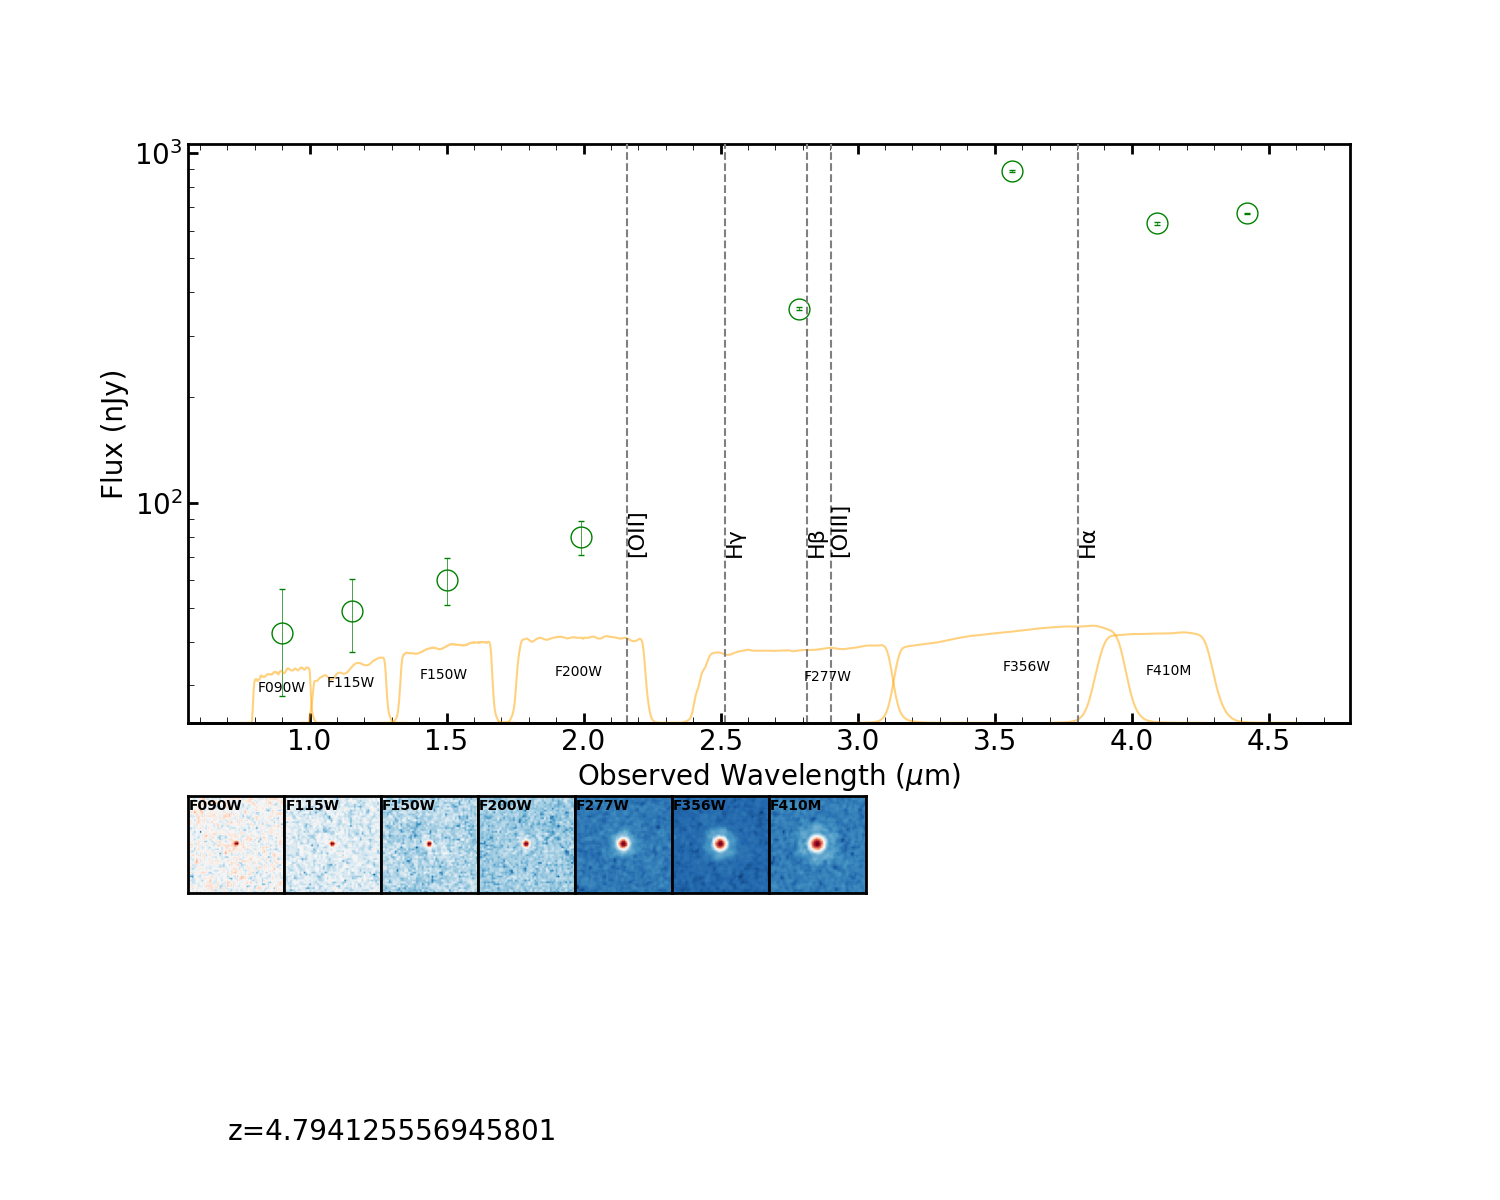 10³
10²
Flux (nJy)
[OII]
Hγ
Hβ
[OIII]
Hα
F090W
F115W
F150W
F200W
F277W
F356W
F410M
1.0 1.5 2.0 2.5 3.0 3.5 4.0 4.5
Observed Wavelength (μm)
F090W F115W F150W F200W F277W F356W F410M
z=4.794125556945801